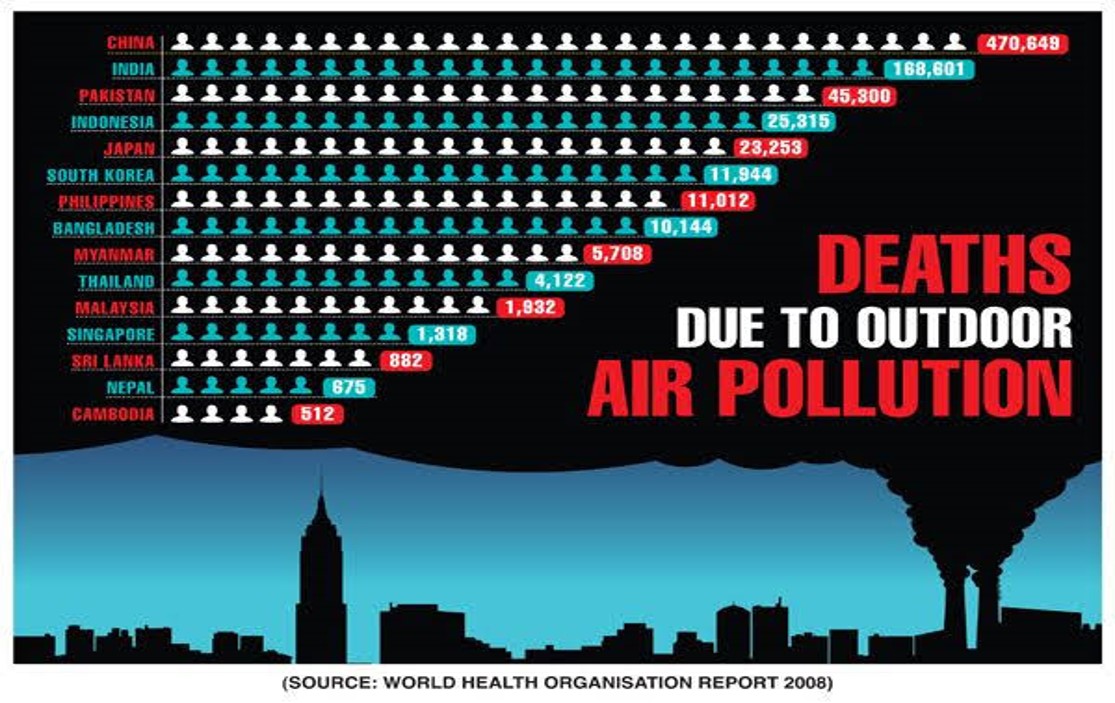 CHINA 470,649
INDIA 168,601
PAKISTAN 45,300
INDONESIA 25,315
JAPAN 23,253
SOUTH KOREA 11,944
PHILIPPINES 11,012
BANGLADESH 10,144
MYANMAR 5,708
THAILAND 4,122
MALAYSIA 1,932
SINGAPORE 1,318
SRI LANKA 882
NEPAL 675
CAMBODIA 512
DEATHS
DUE TO OUTDOOR
AIR POLLUTION
(SOURCE: WORLD HEALTH ORGANISATION REPORT 2008)